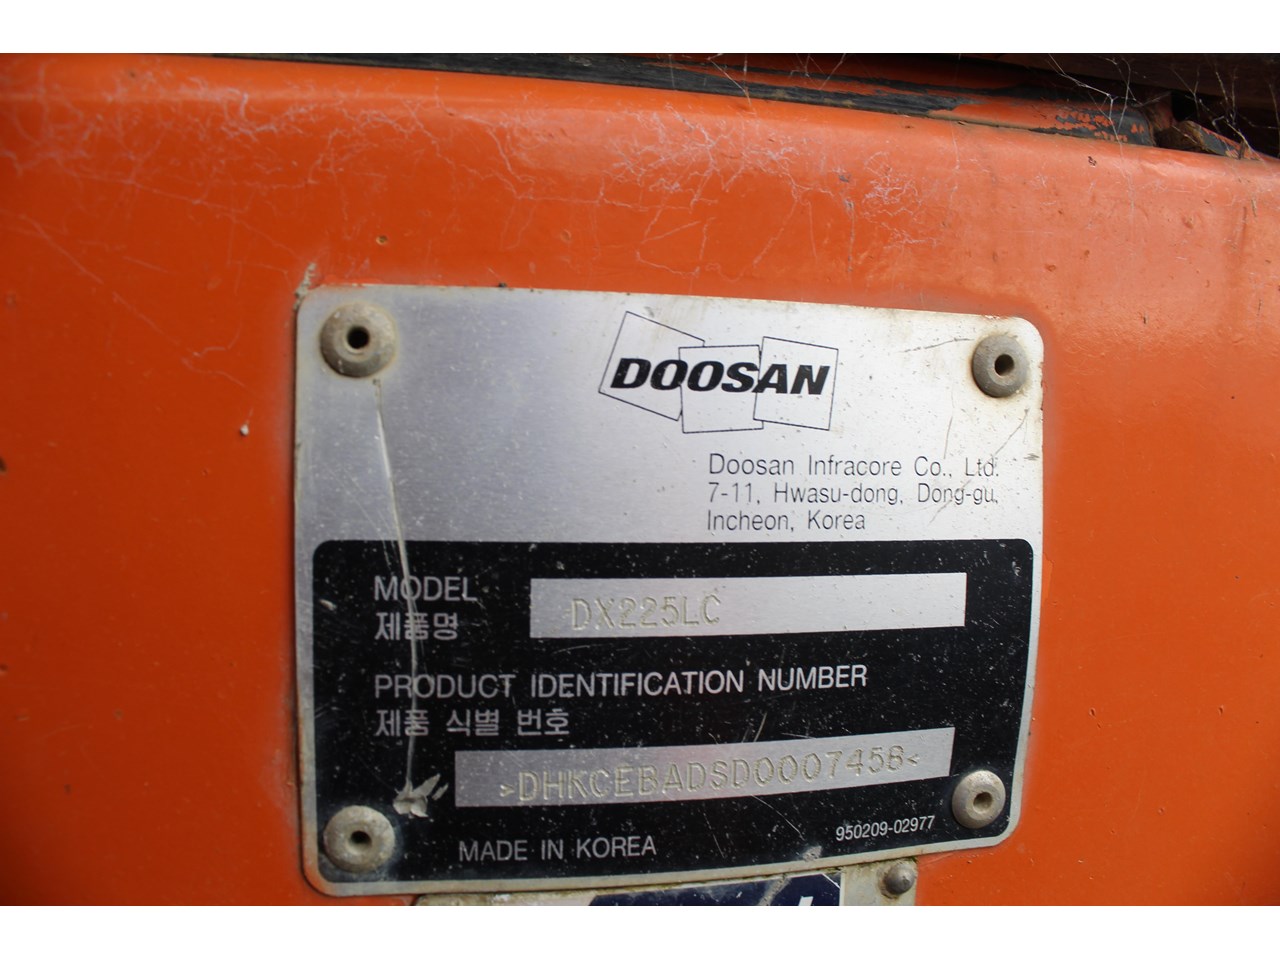 DOOSAN
Doosan Infracore Co., Ltd.
7-11, Hwasu-dong, Dong-gu,
Incheon, Korea
MODEL
제품명
DX225LC
PRODUCT IDENTIFICATION NUMBER
제품 식별 번호
>DHKCEBADSD0007458<
MADE IN KOREA
950209-02977